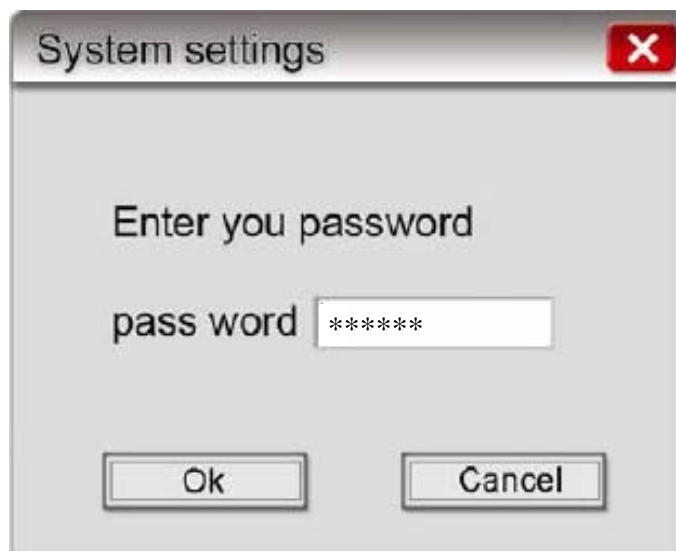 System settings
Enter you password
pass word ******
Ok Cancel